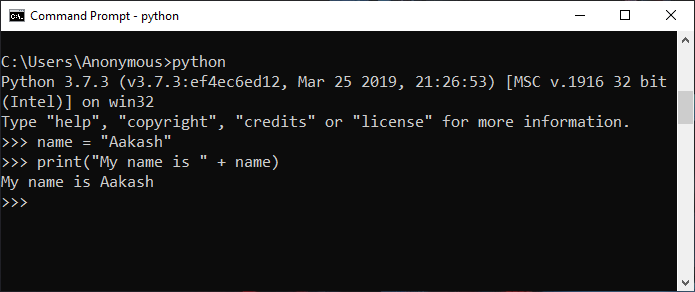 Command Prompt - python
C:\Users\Anonymous>python
Python 3.7.3 (v3.7.3:ef4ec6ed12, Mar 25 2019, 21:26:53) [MSC v.1916 32 bit
(Intel)] on win32
Type "help", "copyright", "credits" or "license" for more information.
>>> name = "Aakash"
>>> print("My name is " + name)
My name is Aakash
>>>